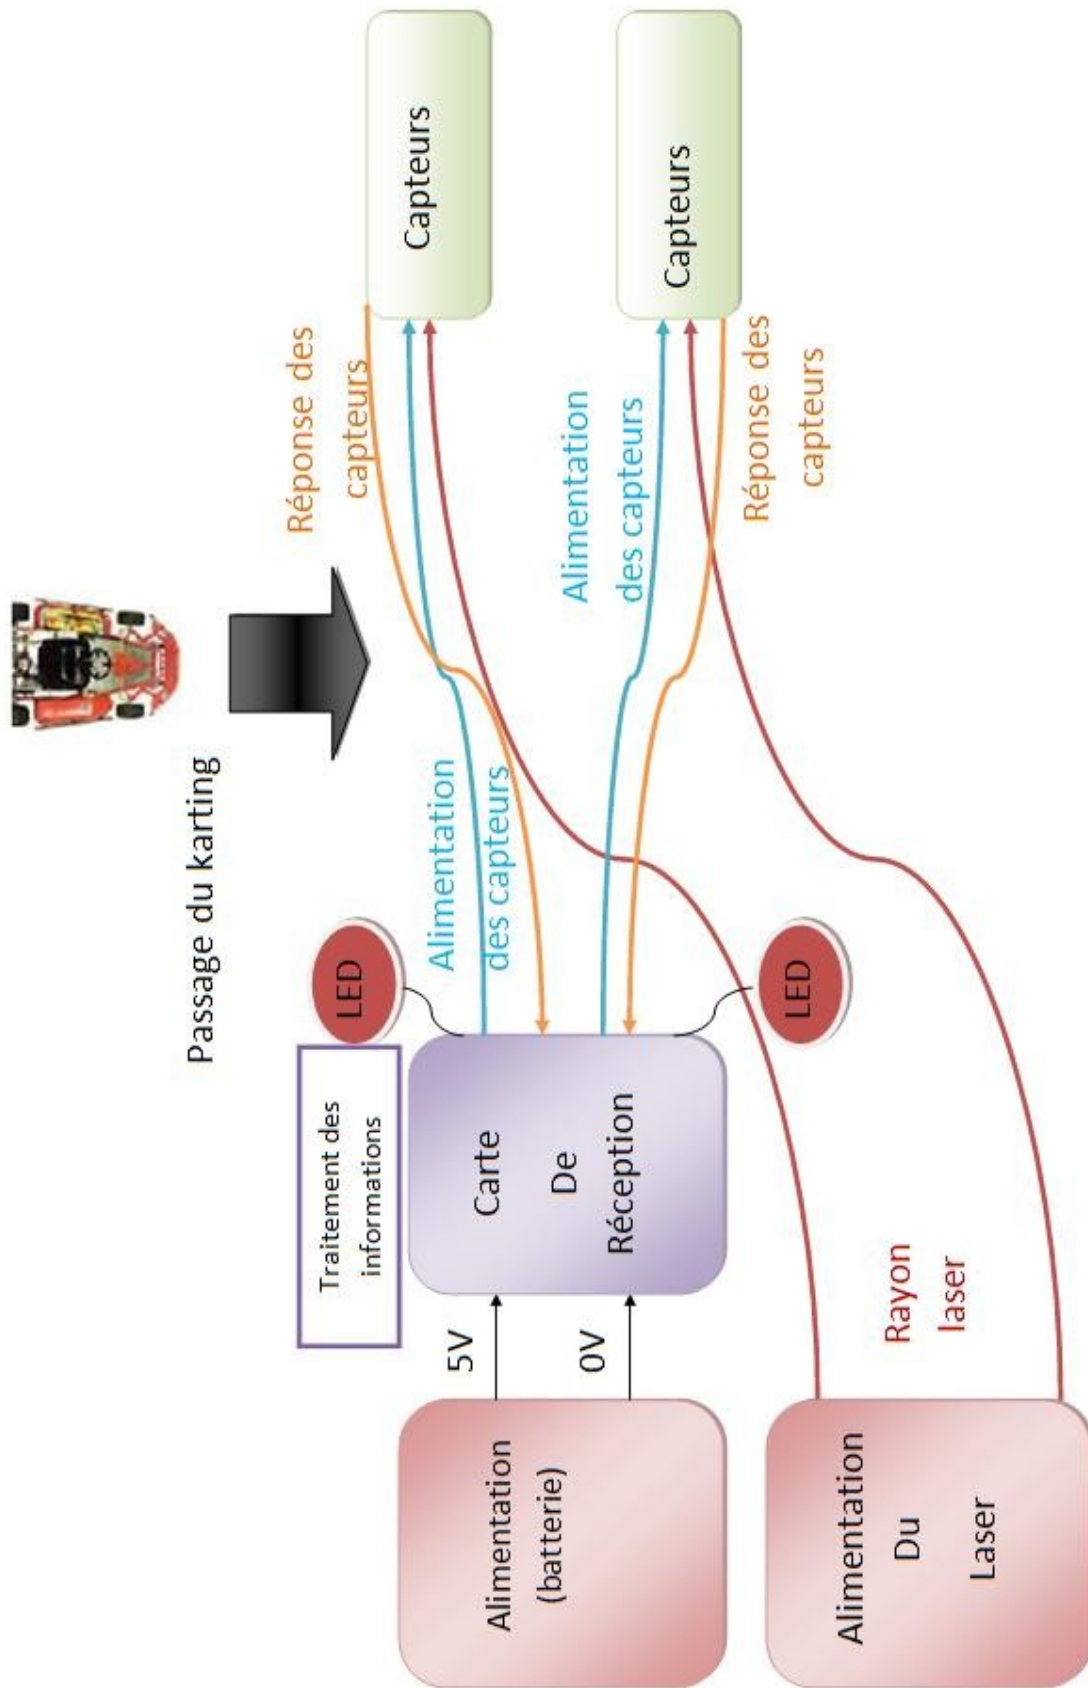 Passage du karting
Réponse des
capteurs
Capteurs
LED
Alimentation
des capteurs
Traitement des
informations
Carte
De
Réception
5V
0V
Alimentation
(batterie)
Alimentation
des capteurs
Capteurs
Réponse des
capteurs
LED
Rayon
laser
Alimentation
Du
Laser